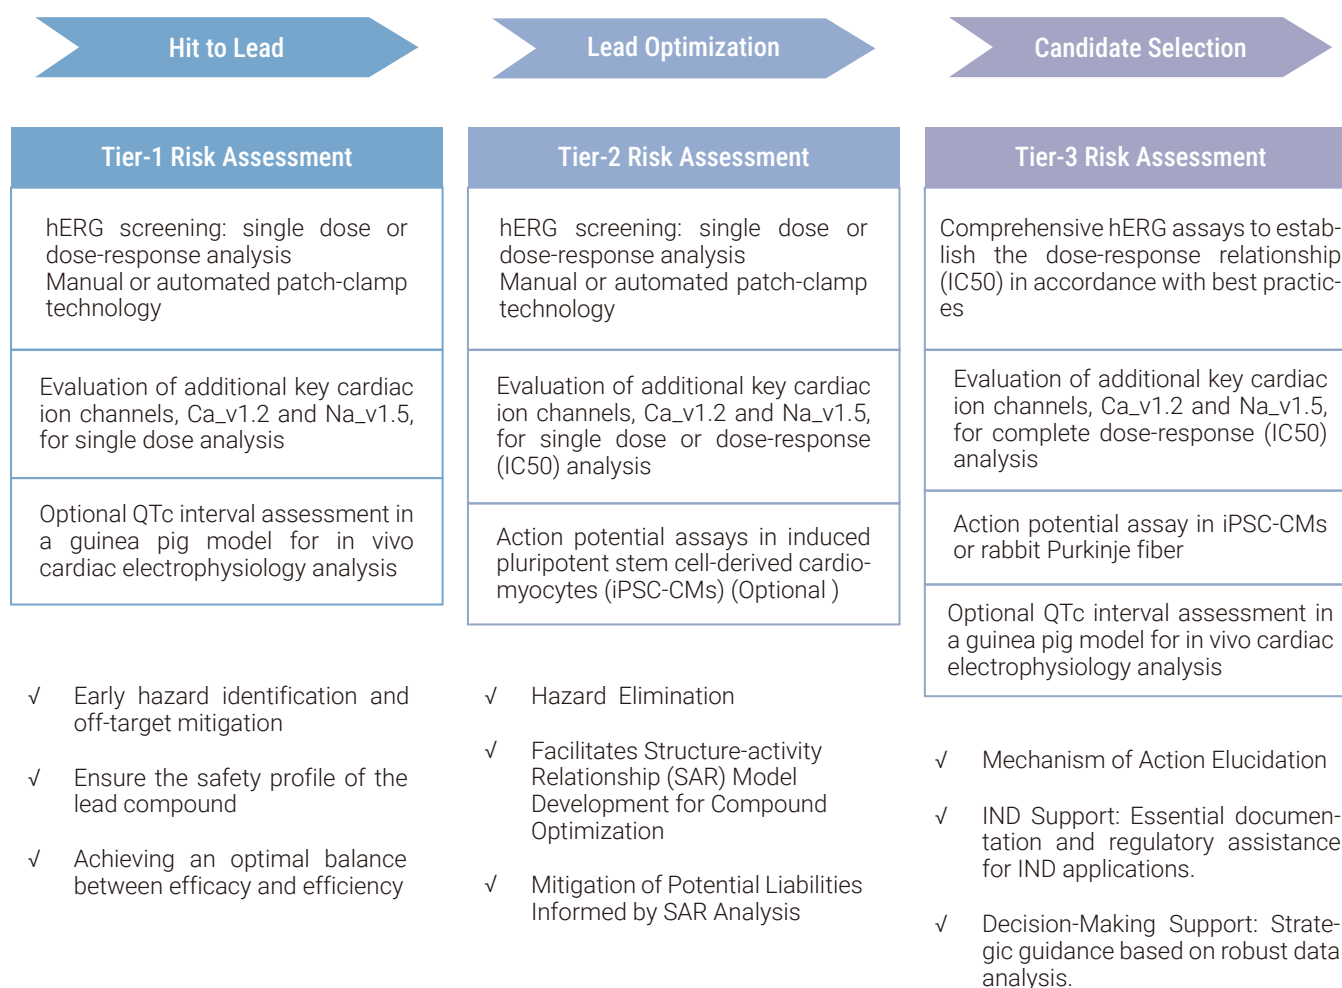 Hit to Lead
Lead Optimization
Candidate Selection
Tier-1 Risk Assessment
hERG screening: single dose or
dose-response analysis
Manual or automated patch-clamp
technology
Evaluation of additional key cardiac
ion channels, Ca_v1.2 and Na_v1.5,
for single dose analysis
Optional QTc interval assessment in
a guinea pig model for in vivo
cardiac electrophysiology analysis
√ Early hazard identification and
off-target mitigation
√ Ensure the safety profile of the
lead compound
√ Achieving an optimal balance
between efficacy and efficiency
Tier-2 Risk Assessment
hERG screening: single dose or
dose-response analysis
Manual or automated patch-clamp
technology
Evaluation of additional key cardiac
ion channels, Ca_v1.2 and Na_v1.5,
for single dose or dose-response
(IC50) analysis
Action potential assays in induced
pluripotent stem cell-derived cardio-
myocytes (iPSC-CMs) (Optional )
√ Hazard Elimination
√ Facilitates Structure-activity
Relationship (SAR) Model
Development for Compound
Optimization
√ Mitigation of Potential Liabilities
Informed by SAR Analysis
Tier-3 Risk Assessment
Comprehensive hERG assays to estab-
lish the dose-response relationship
(IC50) in accordance with best practic-
es
Evaluation of additional key cardiac
ion channels, Ca_v1.2 and Na_v1.5,
for complete dose-response (IC50)
analysis
Action potential assay in iPSC-CMs
or rabbit Purkinje fiber
Optional QTc interval assessment in
a guinea pig model for in vivo cardiac
electrophysiology analysis
√ Mechanism of Action Elucidation
√ IND Support: Essential documen-
tation and regulatory assistance
for IND applications.
√ Decision-Making Support: Strate-
gic guidance based on robust data
analysis.